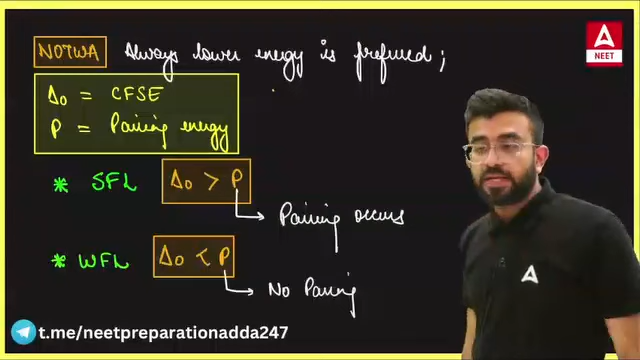 NOTWA Always lower energy is preferred;
A
NEET
Δo = CFSE
P = Pairing energy
* SFL Δo > P
Pairing occurs
* WFL Δo < P
No Pairing
A
t.me/neetpreparationadda247